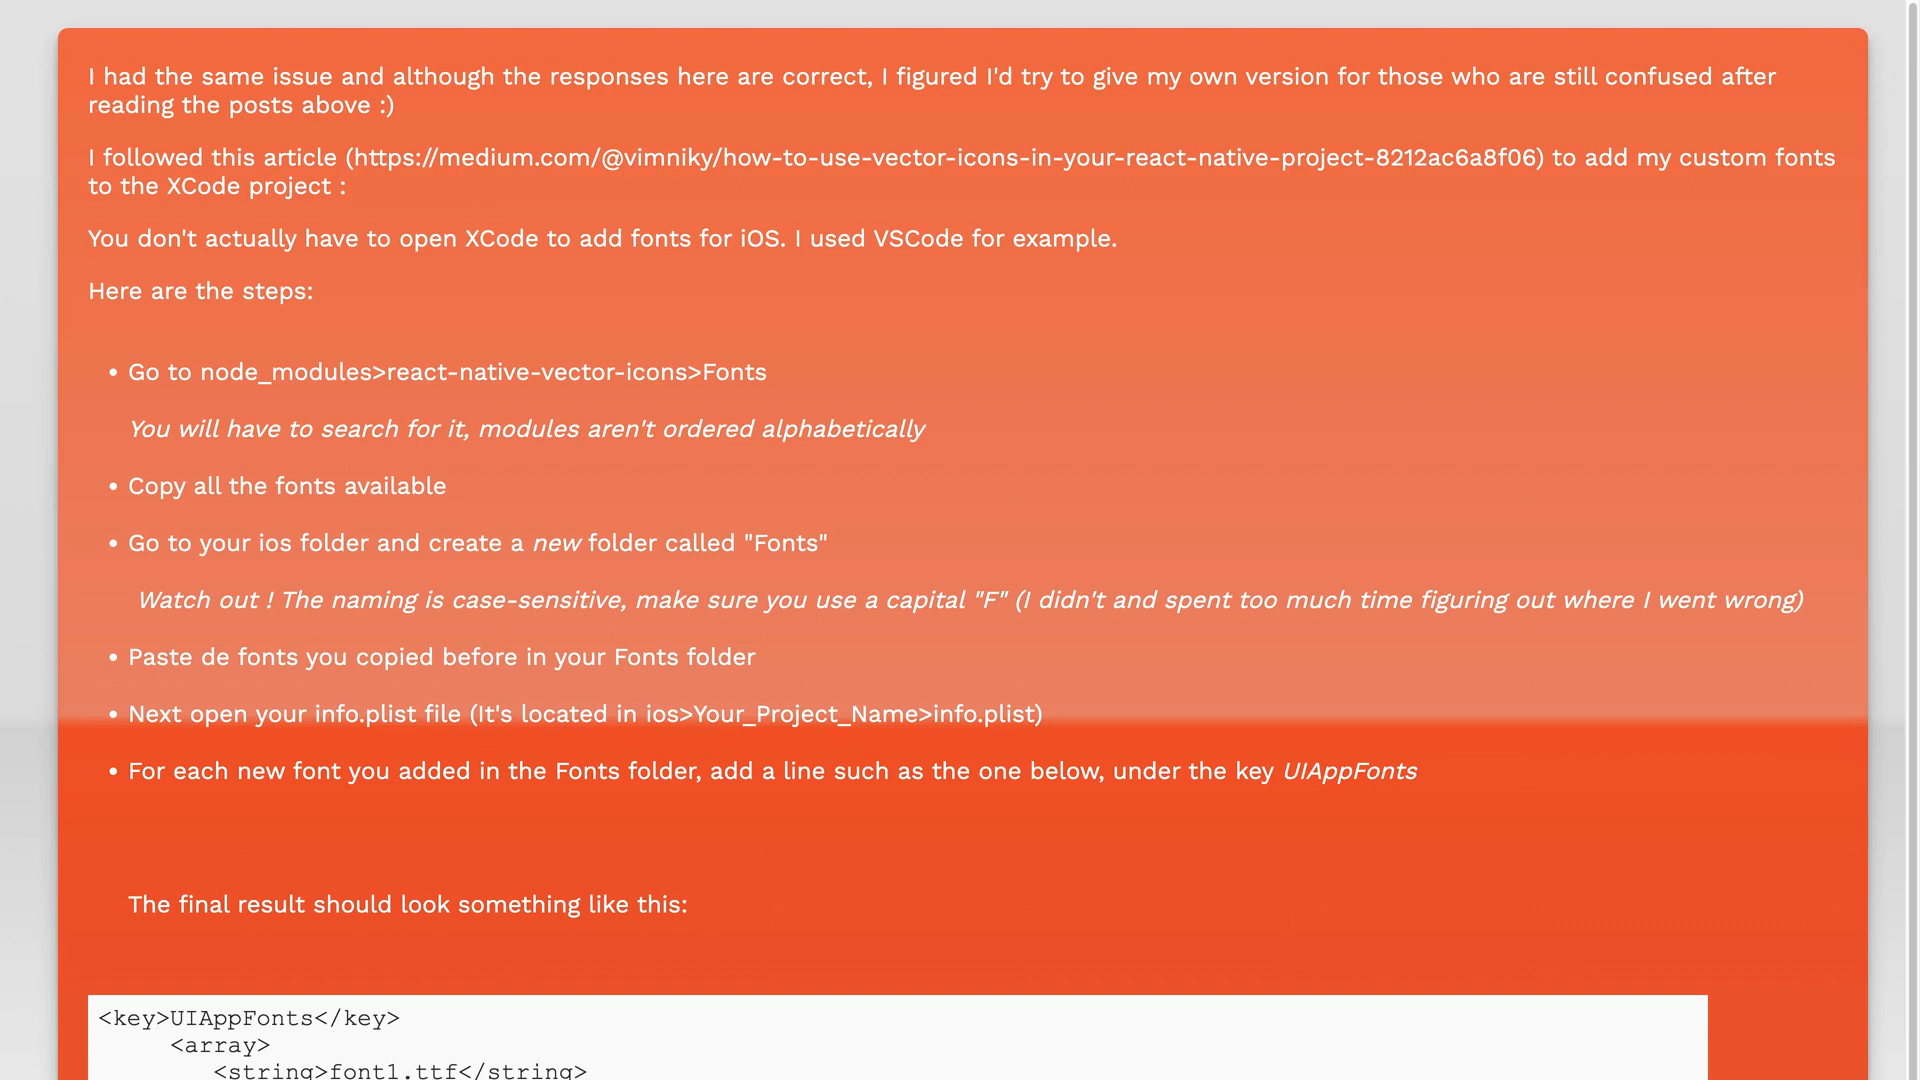 I had the same issue and although the responses here are correct, I figured I'd try to give my own version for those who are still confused after
reading the posts above :)
I followed this article (https://medium.com/@vimniky/how-to-use-vector-icons-in-your-react-native-project-8212ac6a8f06) to add my custom fonts
to the XCode project :
You don't actually have to open XCode to add fonts for iOS. I used VSCode for example.
Here are the steps:
• Go to node_modules>react-native-vector-icons>Fonts
You will have to search for it, modules aren't ordered alphabetically
• Copy all the fonts available
• Go to your ios folder and create a new folder called "Fonts"
Watch out ! The naming is case-sensitive, make sure you use a capital "F" (I didn't and spent too much time figuring out where I went wrong)
• Paste de fonts you copied before in your Fonts folder
• Next open your info.plist file (It's located in ios>Your_Project_Name>info.plist)
• For each new font you added in the Fonts folder, add a line such as the one below, under the key UIAppFonts
The final result should look something like this:
<key>UIAppFonts</key>
<array>
<string>font1.ttf</string>